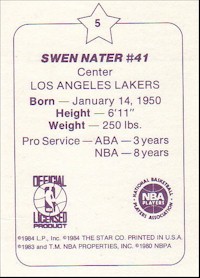 5
SWEN NATER #41
Center
LOS ANGELES LAKERS
Born — January 14, 1950
Height — 6'11"
Weight — 250 lbs.
Pro Service — ABA — 3 years
NBA — 8 years
OFFICIAL
LICENSED
PRODUCT
NATIONAL BASKETBALL
NBA
PLAYERS
PLAYERS ASSOCIATION
©1984 L.P., Inc. ©1984 THE STAR CO. PRINTED IN U.S.A.
©1983 and T.M. NBA PROPERTIES, INC. ©1980 NBPA